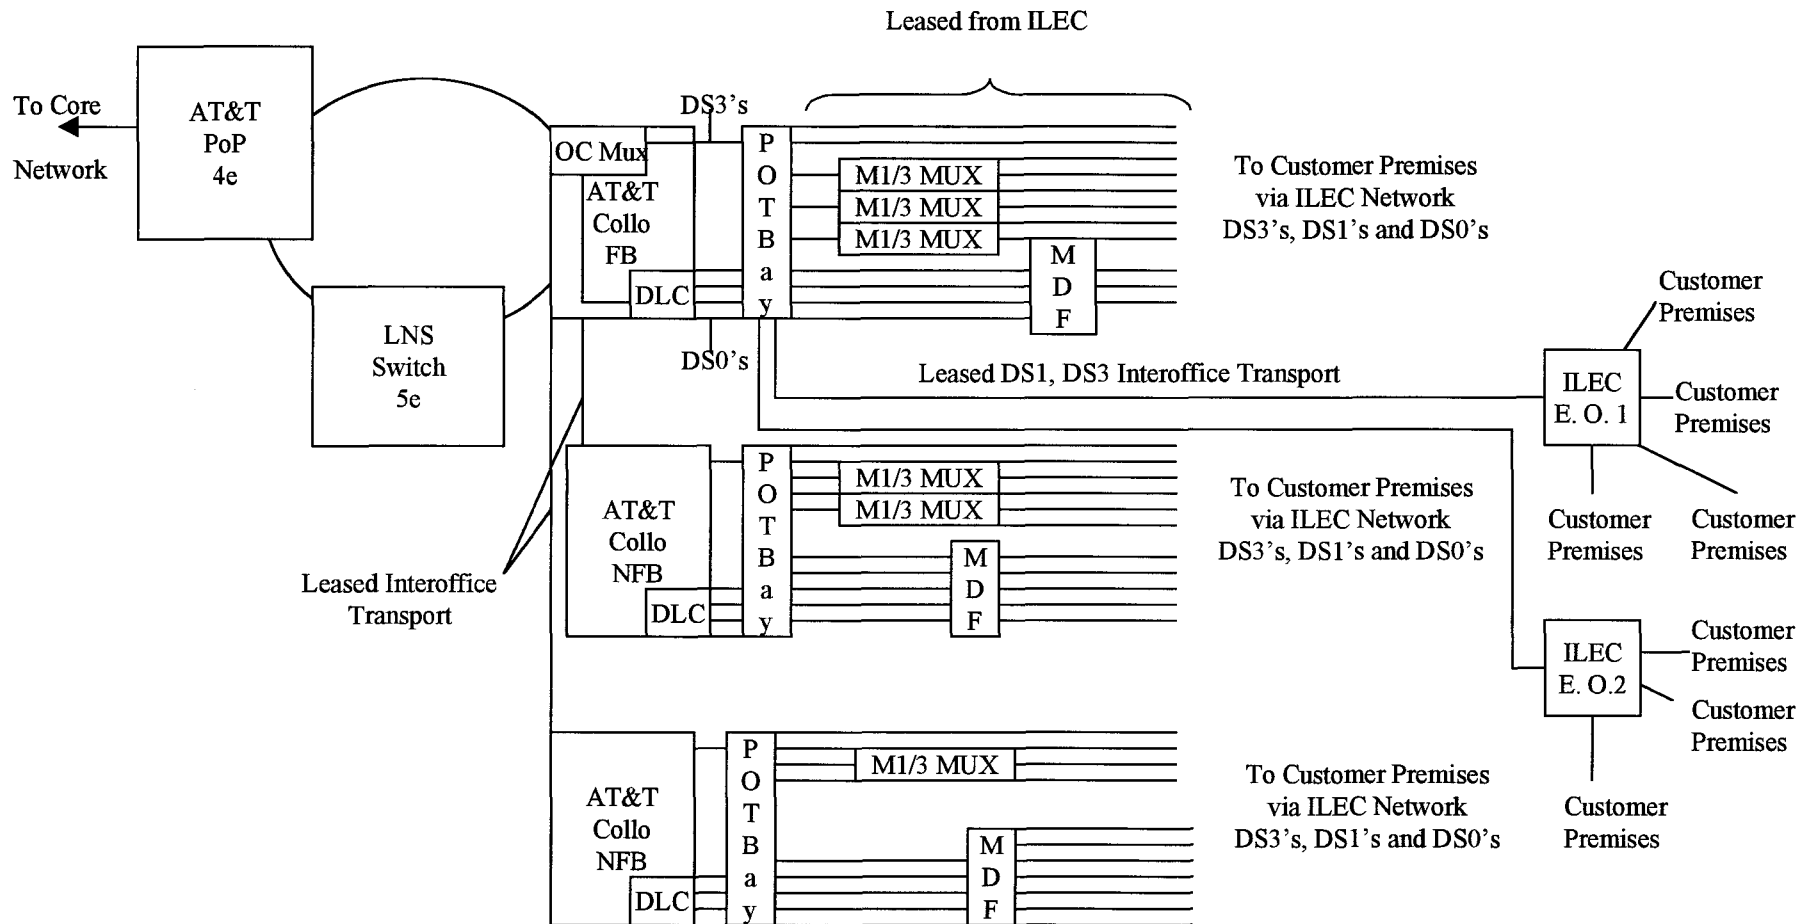 Leased from ILEC
To Core
Network
AT&T
PoP
4e
LNS
Switch
5e
DS3's
OC Mux
AT&T
Collo
FB
DLC
DS0's
P
O
T
B
a
y
M1/3 MUX
M1/3 MUX
M1/3 MUX
M
D
F
To Customer Premises
via ILEC Network
DS3's, DS1's and DS0's
Leased DS1, DS3 Interoffice Transport
ILEC
E. O. 1
Customer
Premises
Customer
Premises
Customer
Premises
Customer
Premises
Leased Interoffice
Transport
AT&T
Collo
NFB
DLC
P
O
T
B
a
y
M1/3 MUX
M1/3 MUX
M
D
F
To Customer Premises
via ILEC Network
DS3's, DS1's and DS0's
ILEC
E. O.2
Customer
Premises
Customer
Premises
Customer
Premises
AT&T
Collo
NFB
DLC
P
O
T
B
a
y
M1/3 MUX
M
D
F
To Customer Premises
via ILEC Network
DS3's, DS1's and DS0's